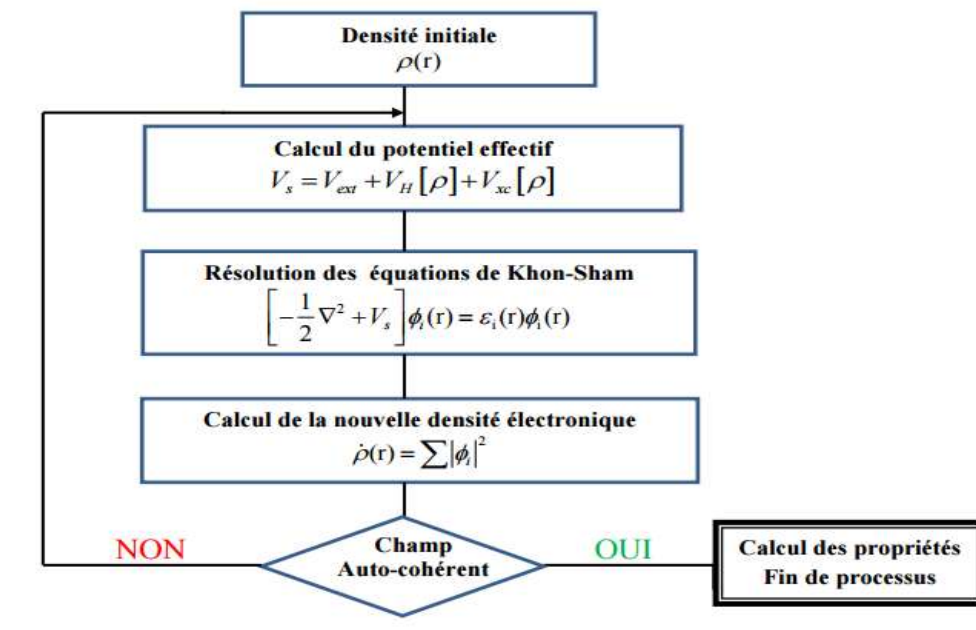 Densité initiale
ρ(r)
Calcul du potentiel effectif
V_s = V_ext + V_H [ρ] + V_xc [ρ]
Résolution des équations de Khon-Sham
[-1/2 ∇² + V_s] ϕ_i(r) = ε_i(r)ϕ_i(r)
Calcul de la nouvelle densité électronique
ρ̇(r) = ∑|ϕ_i|²
NON
Champ
Auto-cohérent
OUI
Calcul des propriétés
Fin de processus